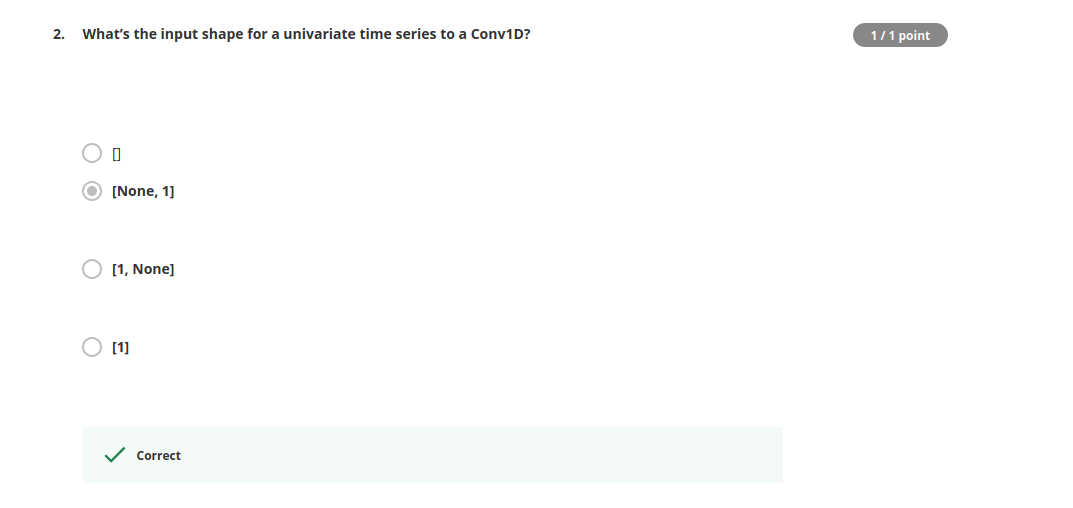 2. What’s the input shape for a univariate time series to a Conv1D?
1 / 1 point
[]
[None, 1]
[1, None]
[1]
Correct